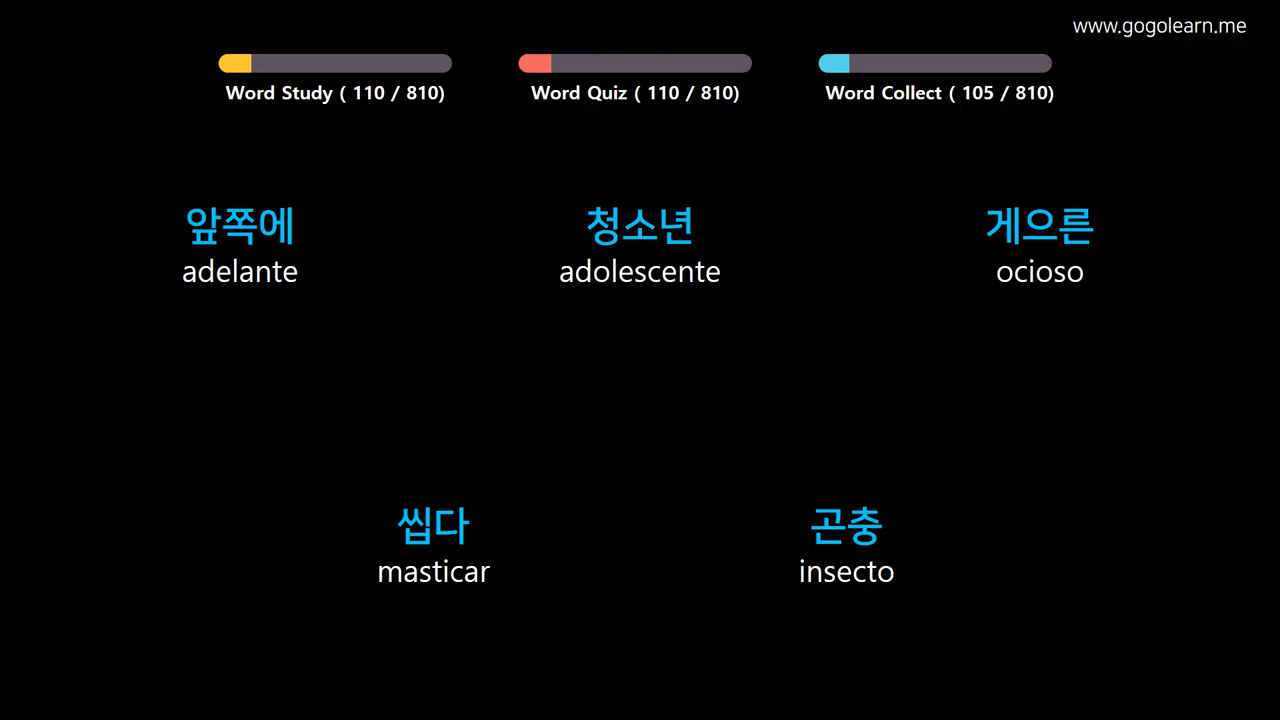 www.gogolearn.me
Word Study ( 110 / 810)
Word Quiz ( 110 / 810)
Word Collect ( 105 / 810)
앞쪽에
adelante
청소년
adolescente
게으른
ocioso
씹다
masticar
곤충
insecto